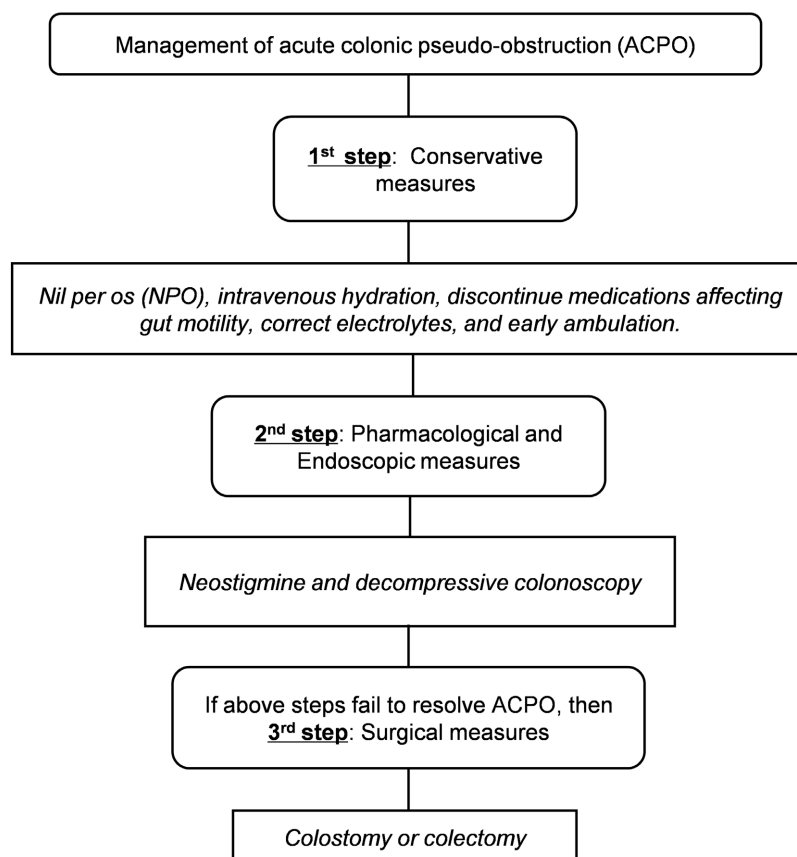 Management of acute colonic pseudo-obstruction (ACPO)
1st step: Conservative
measures
Nil per os (NPO), intravenous hydration, discontinue medications affecting
gut motility, correct electrolytes, and early ambulation.
2nd step: Pharmacological and
Endoscopic measures
Neostigmine and decompressive colonoscopy
If above steps fail to resolve ACPO, then
3rd step: Surgical measures
Colostomy or colectomy